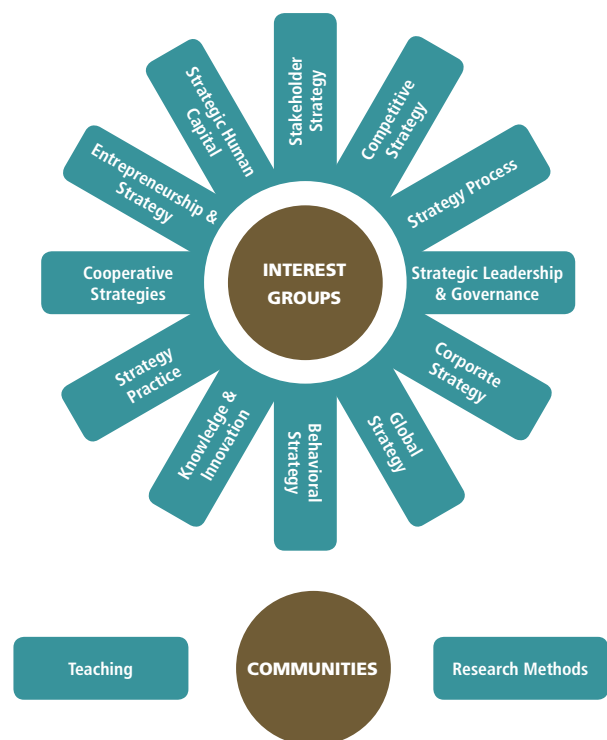 Stakeholder
Strategy
Competitive
Strategy
Strategy Process
Strategic Leadership
& Governance
Corporate
Strategy
Global
Strategy
Behavioral
Strategy
Knowledge &
Innovation
Strategy
Practice
Cooperative
Strategies
Entrepreneurship &
Strategy
Strategic Human
Capital
INTEREST
GROUPS
Teaching
COMMUNITIES
Research Methods